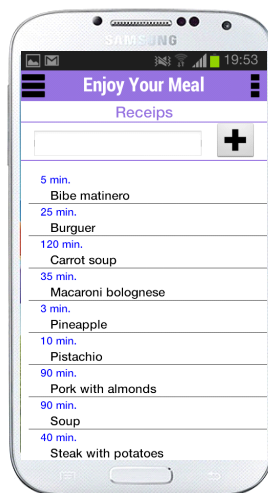 SAMSUNG
19:53
Enjoy Your Meal
Receips
5 min.
Bibe matinero
25 min.
Burguer
120 min.
Carrot soup
35 min.
Macaroni bolognese
3 min.
Pineapple
10 min.
Pistachio
90 min.
Pork with almonds
90 min.
Soup
40 min.
Steak with potatoes